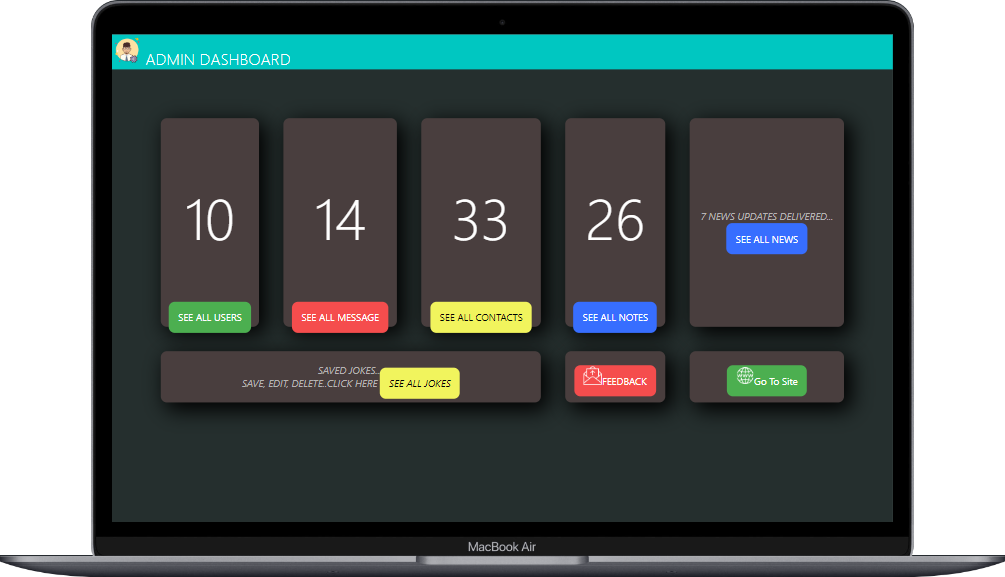 ADMIN DASHBOARD
10
14
33
26
7 NEWS UPDATES DELIVERED...
SEE ALL NEWS
SEE ALL USERS
SEE ALL MESSAGE
SEE ALL CONTACTS
SEE ALL NOTES
SAVED JOKES...
SAVE, EDIT, DELETE..CLICK HERE SEE ALL JOKES
FEEDBACK
Go To Site
MacBook Air